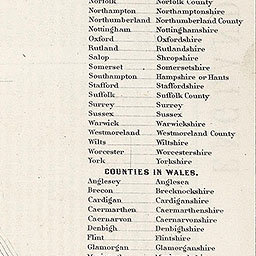 Norfolk Norfolk County
Northampton Northamptonshire
Northumberland Northumberland County
Nottingham Nottinghamshire
Oxford Oxfordshire
Rutland Rutlandshire
Salop Shropshire
Somerset Somersetshire
Southampton Hampshire or Hants
Stafford Staffordshire
Suffolk Suffolk County
Surrey Surrey
Sussex Sussex
Warwick Warwickshire
Westmoreland Westmoreland County
Wilts Wiltshire
Worcester Worcestershire
York Yorkshire
COUNTIES IN WALES.
Anglesey Anglesea
Brecon Brecknockshire
Cardigan Cardiganshire
Caermarthen Caermarthenshire
Caernarvon Caernarvonshire
Denbigh Denbighshire
Flint Flintshire
Glamorgan Glamorganshire